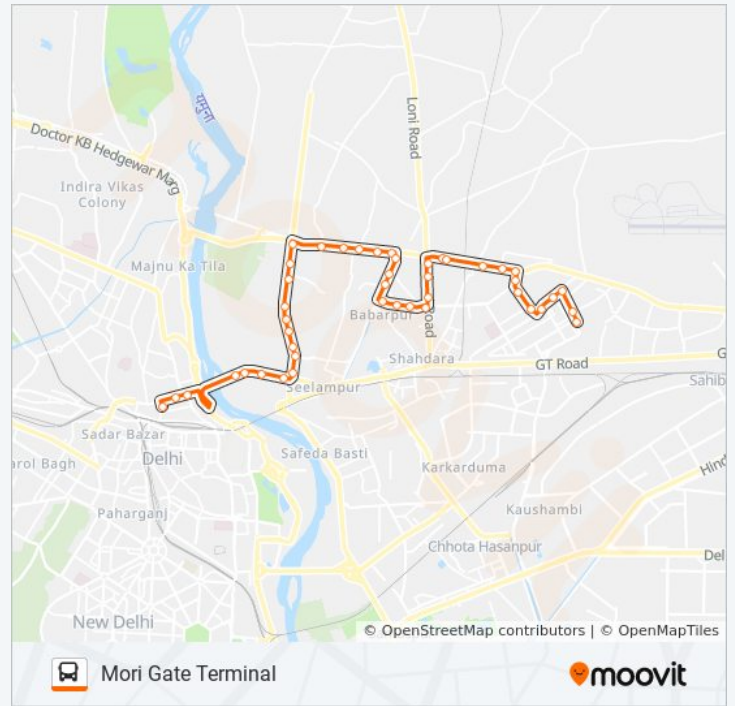 Doctor KB Hedgewar Marg
Loni Road
Indira Vikas
Colony
Majnu Ka Tila
Babarpur
Road
Shahdara
GT Road
G
Seelampur
Sahib
Sadar Bazar
Delhi
Safeda Basti
arol Bagh
Karkarduma
Hind
Paharganj
Kaushambi
Chhota Hasanpur
Del
New Delhi
© OpenStreetMap contributors | © OpenMapTiles
Mori Gate Terminal
moovit